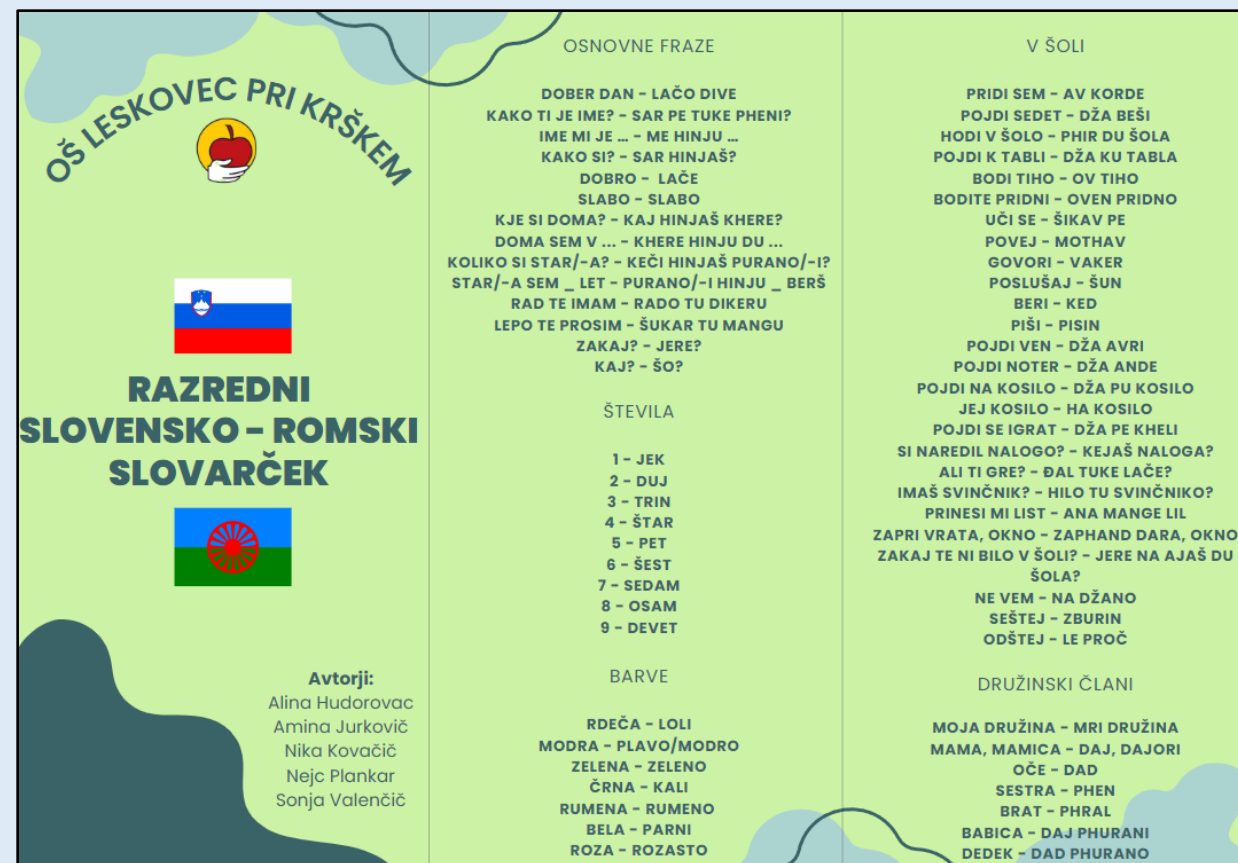 OŠ LESKOVEC PRI KRŠKEM
RAZREDNI
SLOVENSKO - ROMSKI
SLOVARČEK
Avtorji:
Alina Hudorovac
Amina Jurkovič
Nika Kovačič
Nejc Plankar
Sonja Valenčič
OSNOVNE FRAZE
DOBER DAN - LAČO DIVE
KAKO TI JE IME? - SAR PE TUKE PHENI?
IME MI JE ... - ME HINJU ...
KAKO SI? - SAR HINJAŠ?
DOBRO - LAČE
SLABO - SLABO
KJE SI DOMA? - KAJ HINJAŠ KHERE?
DOMA SEM V ... - KHERE HINJU DU ...
KOLIKO SI STAR/-A? - KEČI HINJAŠ PURANO/-I?
STAR/-A SEM _ LET - PURANO/-I HINJU _ BERŠ
RAD TE IMAM - RADO TU DIKERU
LEPO TE PROSIM - ŠUKAR TU MANGU
ZAKAJ? - JERE?
KAJ? - ŠO?
ŠTEVILA
1 - JEK
2 - DUJ
3 - TRIN
4 - ŠTAR
5 - PET
6 - ŠEST
7 - SEDAM
8 - OSAM
9 - DEVET
BARVE
RDEČA - LOLI
MODRA - PLAVO/MODRO
ZELENA - ZELENO
ČRNA - KALI
RUMENA - RUMENO
BELA - PARNI
ROZA - ROZASTO
V ŠOLI
PRIDI SEM - AV KORDE
POJDI SEDET - DŽA BEŠI
HODI V ŠOLO - PHIR DU ŠOLA
POJDI K TABLI - DŽA KU TABLA
BODI TIHO - OV TIHO
BODITE PRIDNI - OVEN PRIDNO
UČI SE - ŠIKAV PE
POVEJ - MOTHAV
GOVORI - VAKER
POSLUŠAJ - ŠUN
BERI - KED
PIŠI - PISIN
POJDI VEN - DŽA AVRI
POJDI NOTER - DŽA ANDE
POJDI NA KOSILO - DŽA PU KOSILO
JEJ KOSILO - HA KOSILO
POJDI SE IGRAT - DŽA PE KHELI
SI NAREDIL NALOGO? - KEJAŠ NALOGA?
ALI TI GRE? - ĐAL TUKE LAČE?
IMAŠ SVINČNIK? - HILO TU SVINČNIKO?
PRINESI MI LIST - ANA MANGE LIL
ZAPRI VRATA, OKNO - ZAPHAND DARA, OKNO
ZAKAJ TE NI BILO V ŠOLI? - JERE NA AJAŠ DU
ŠOLA?
NE VEM - NA DŽANO
SEŠTEJ - ZBURIN
ODŠTEJ - LE PROČ
DRUŽINSKI ČLANI
MOJA DRUŽINA - MRI DRUŽINA
MAMA, MAMICA - DAJ, DAJORI
OČE - DAD
SESTRA - PHEN
BRAT - PHRAL
BABICA - DAJ PHURANI
DEDEK - DAD PHURANO